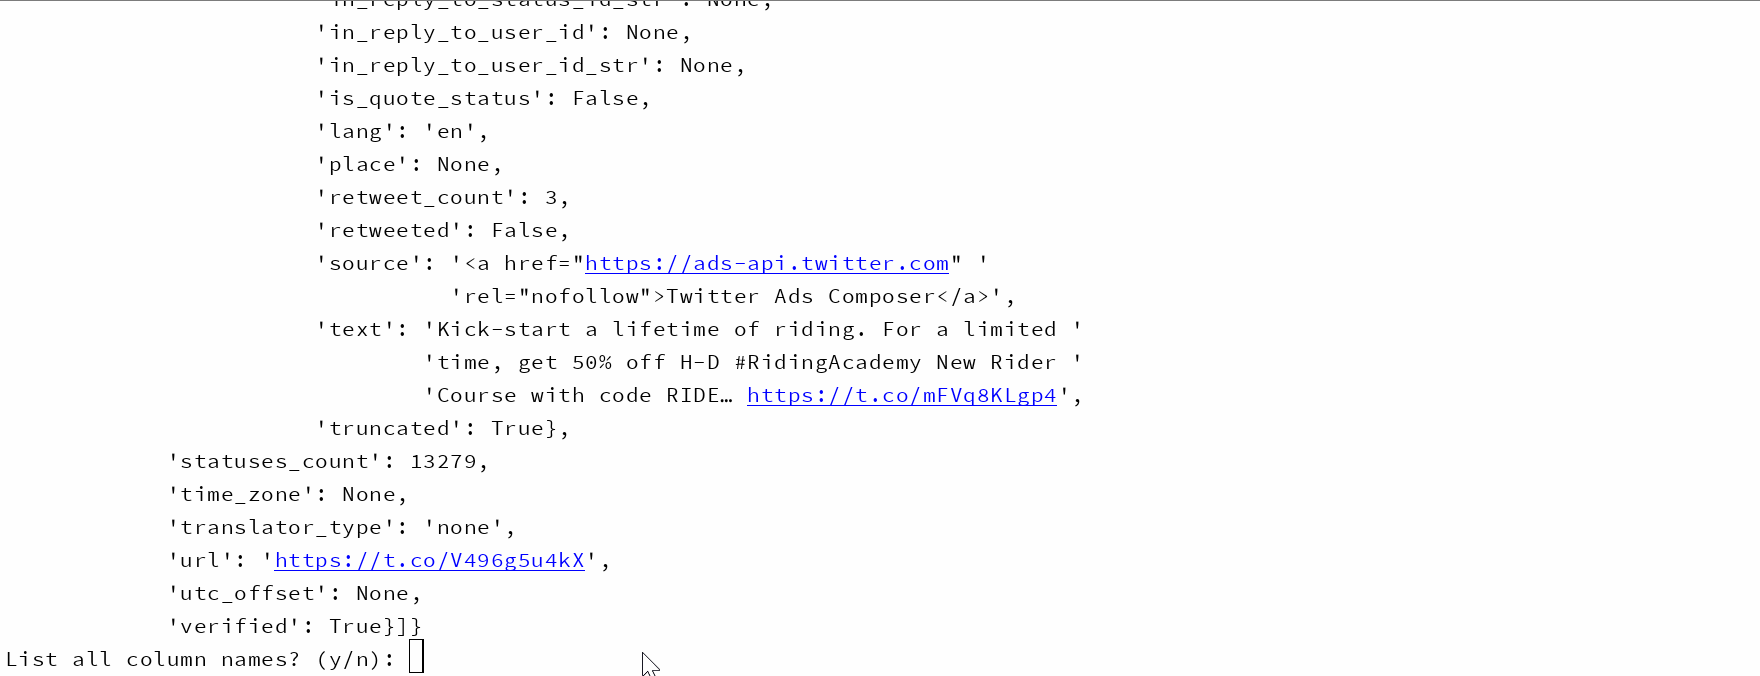 'in_reply_to_status_id_str': None,
'in_reply_to_user_id': None,
'in_reply_to_user_id_str': None,
'is_quote_status': False,
'lang': 'en',
'place': None,
'retweet_count': 3,
'retweeted': False,
'source': '<a href="https://ads-api.twitter.com" '
'rel="nofollow">Twitter Ads Composer</a>',
'text': 'Kick-start a lifetime of riding. For a limited '
'time, get 50% off H-D #RidingAcademy New Rider '
'Course with code RIDE… https://t.co/mFVq8KLgp4',
'truncated': True},
'statuses_count': 13279,
'time_zone': None,
'translator_type': 'none',
'url': 'https://t.co/V496g5u4kX',
'utc_offset': None,
'verified': True}]}
List all column names? (y/n):